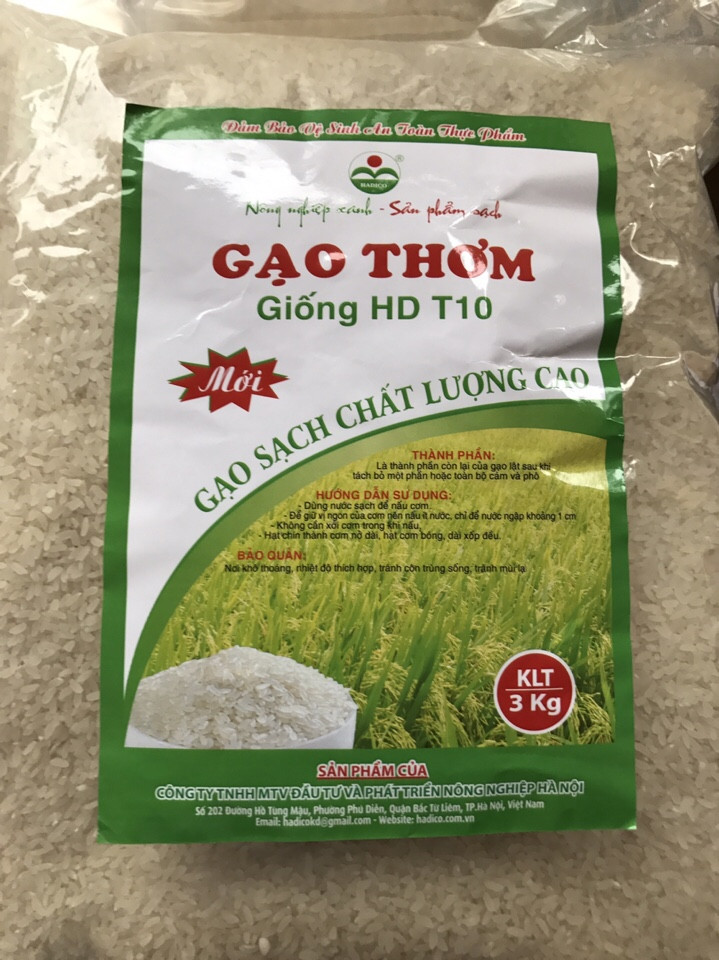 Đảm Bảo Vệ Sinh An Toàn Thực Phẩm
HADICO
®
Nông nghiệp xanh - Sản phẩm sạch
GẠO THƠM
Giống HD T10
Mới
GẠO SẠCH CHẤT LƯỢNG CAO
THÀNH PHẦN:
Là thành phần còn lại của gạo lật sau khi
tách bỏ một phần hoặc toàn bộ cám và phô
HƯỚNG DẪN SỬ DỤNG:
- Dùng nước sạch để nấu cơm.
- Để giữ vị ngon của cơm nên nấu ít nước, chỉ để nước ngập khoảng 1 cm
- Không cần xới cơm trong khi nấu.
- Hạt chín thành cơm nở dài, hạt cơm bóng, dài xốp đều.
BẢO QUẢN:
Nơi khô thoáng, nhiệt độ thích hợp, tránh côn trùng sống, tránh mùi lạ
KLT
3 Kg
SẢN PHẨM CỦA
CÔNG TY TNHH MTV ĐẦU TƯ VÀ PHÁT TRIỂN NÔNG NGHIỆP HÀ NỘI
Số 202 Đường Hồ Tùng Mậu, Phường Phú Diễn, Quận Bắc Từ Liêm, TP.Hà Nội, Việt Nam
Email: hadicokd@gmail.com - Website: hadico.com.vn